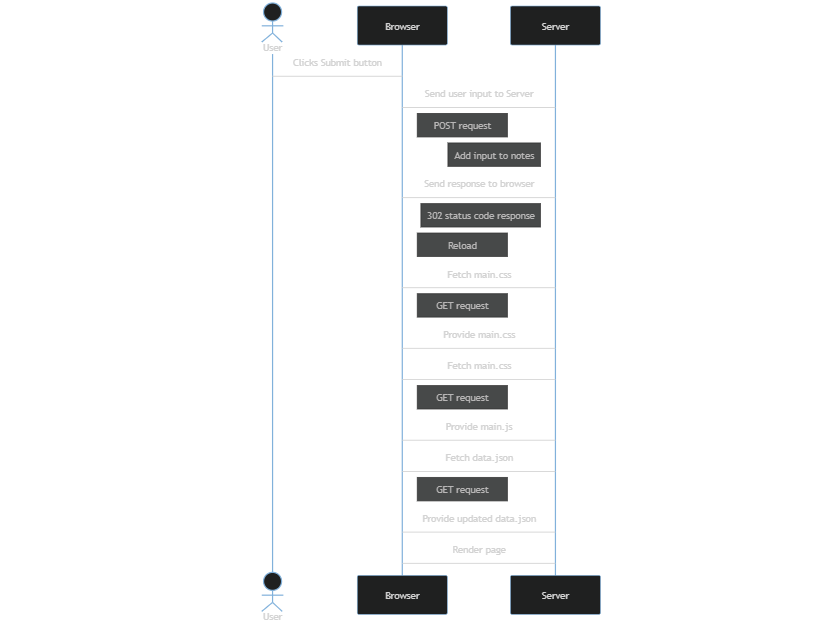 Browser
Server
User
Clicks Submit button
Send user input to Server
POST request
Add input to notes
Send response to browser
302 status code response
Reload
Fetch main.css
GET request
Provide main.css
Fetch main.css
GET request
Provide main.js
Fetch data.json
GET request
Provide updated data.json
Render page
Browser
Server
User